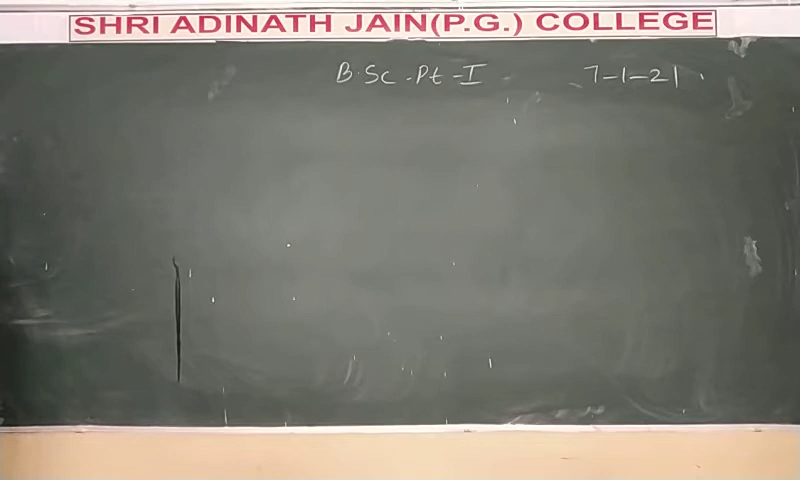 SHRI ADINATH JAIN(P.G.) COLLEGE
B.Sc.-Pt-I 7-1-21